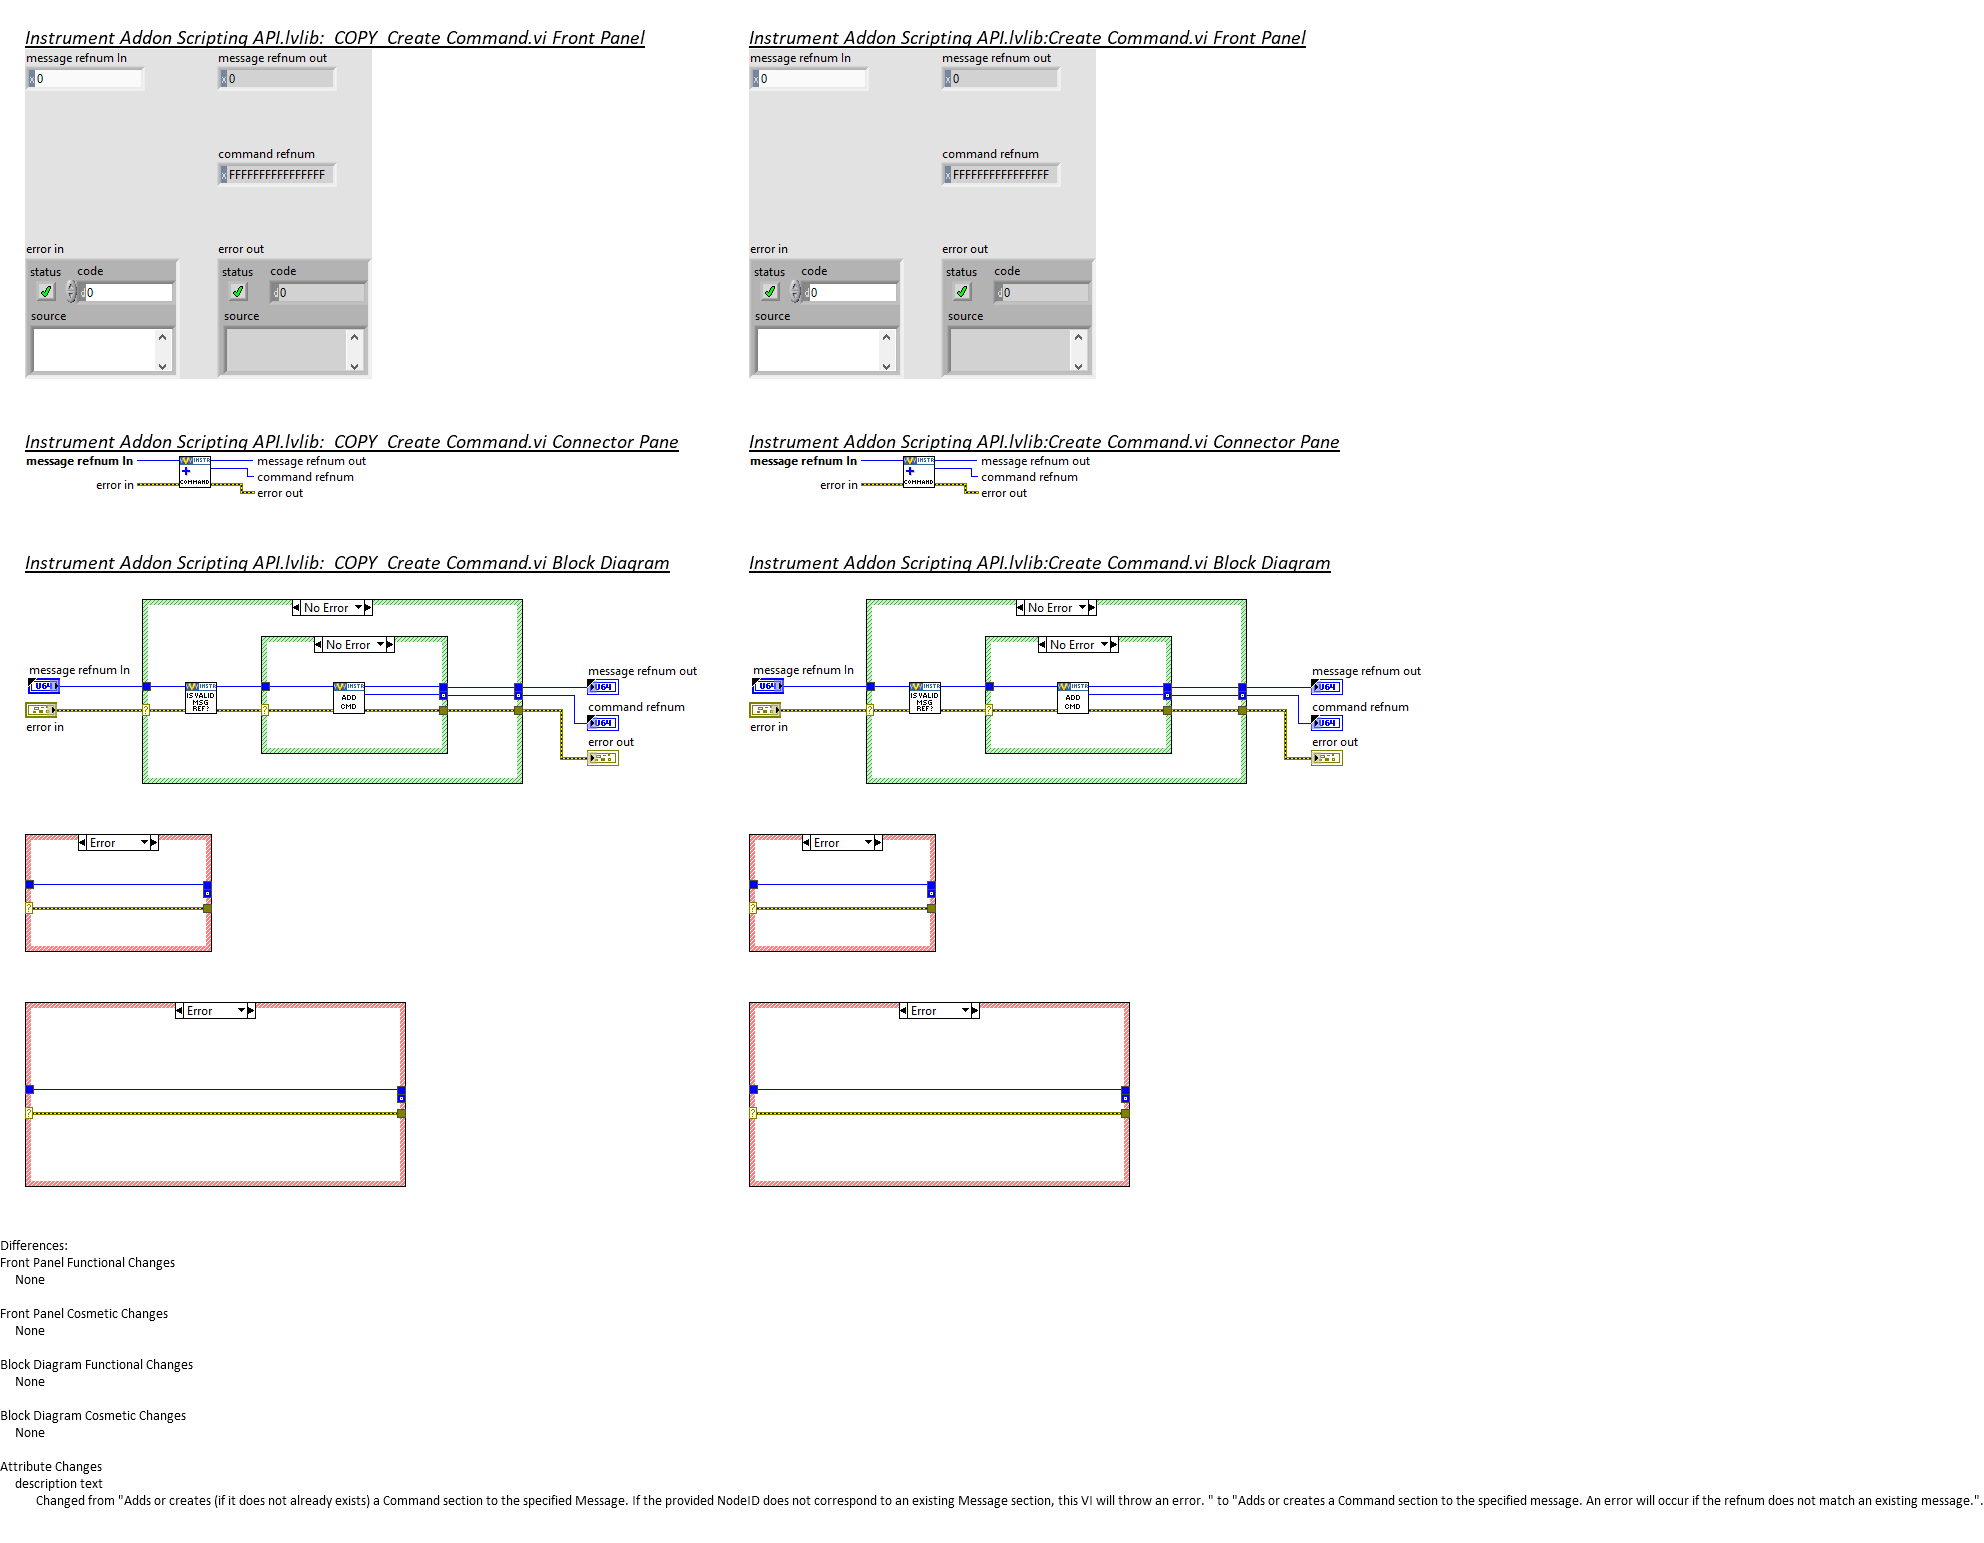 Instrument Addon Scripting API.lvlib:_COPY_Create Command.vi Front Panel
message refnum In
0
message refnum out
0
command refnum
FFFFFFFFFFFFFFFF
error in
status code
0
source
error out
status code
0
source
Instrument Addon Scripting API.lvlib:Create Command.vi Front Panel
message refnum In
0
message refnum out
0
command refnum
FFFFFFFFFFFFFFFF
error in
status code
0
source
error out
status code
0
source
Instrument Addon Scripting API.lvlib:_COPY_Create Command.vi Connector Pane
message refnum In
error in
INSTR
COMMAND
message refnum out
command refnum
error out
Instrument Addon Scripting API.lvlib:Create Command.vi Connector Pane
message refnum In
error in
INSTR
COMMAND
message refnum out
command refnum
error out
Instrument Addon Scripting API.lvlib:_COPY_Create Command.vi Block Diagram
No Error
No Error
message refnum In
U64
error in
INSTR
IS VALID
MSG
REF?
INSTR
ADD
CMD
message refnum out
U64
command refnum
U64
error out
Error
Error
Instrument Addon Scripting API.lvlib:Create Command.vi Block Diagram
No Error
No Error
message refnum In
U64
error in
INSTR
IS VALID
MSG
REF?
INSTR
ADD
CMD
message refnum out
U64
command refnum
U64
error out
Error
Error
Differences:
Front Panel Functional Changes
None
Front Panel Cosmetic Changes
None
Block Diagram Functional Changes
None
Block Diagram Cosmetic Changes
None
Attribute Changes
description text
Changed from "Adds or creates (if it does not already exists) a Command section to the specified Message. If the provided NodeID does not correspond to an existing Message section, this VI will throw an error. " to "Adds or creates a Command section to the specified message. An error will occur if the refnum does not match an existing message.".